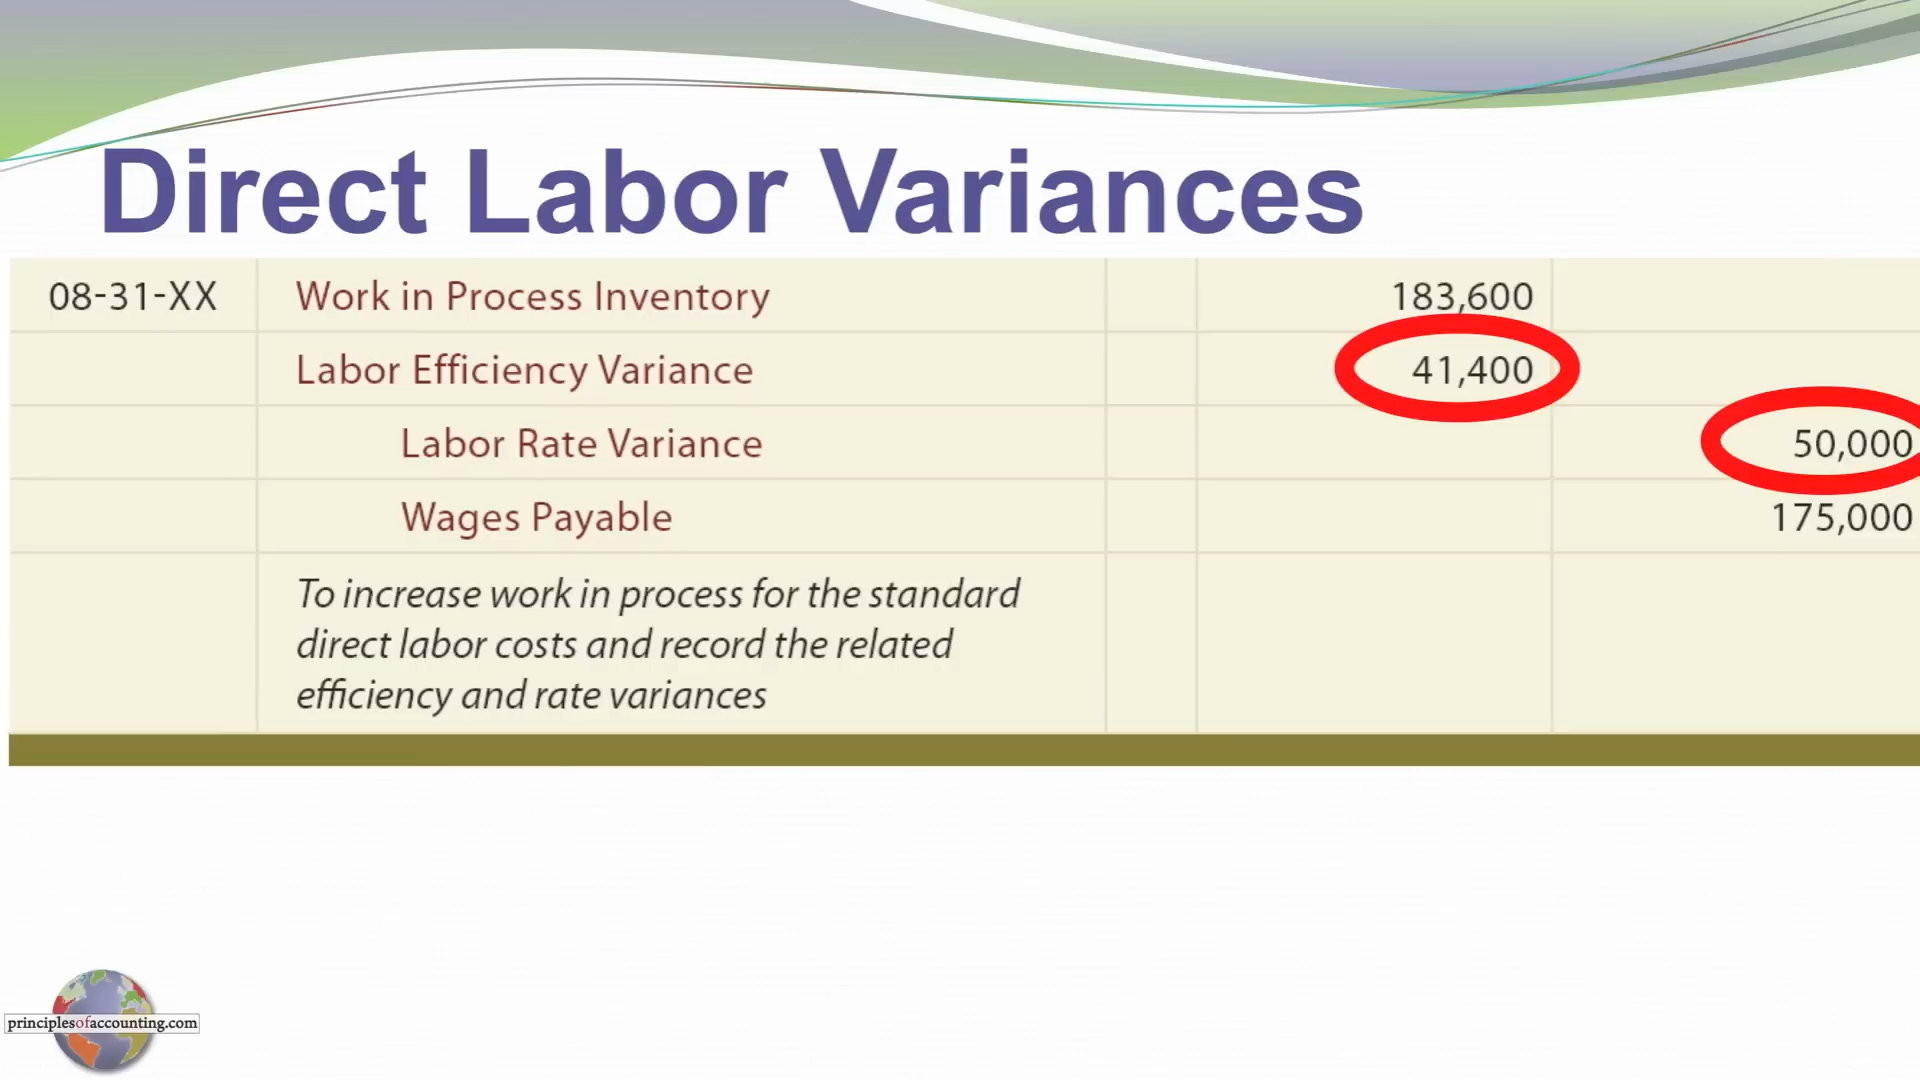 Direct Labor Variances
08-31-XX Work in Process Inventory 183,600
Labor Efficiency Variance 41,400
Labor Rate Variance 50,000
Wages Payable 175,000
To increase work in process for the standard
direct labor costs and record the related
efficiency and rate variances
principlesofaccounting.com